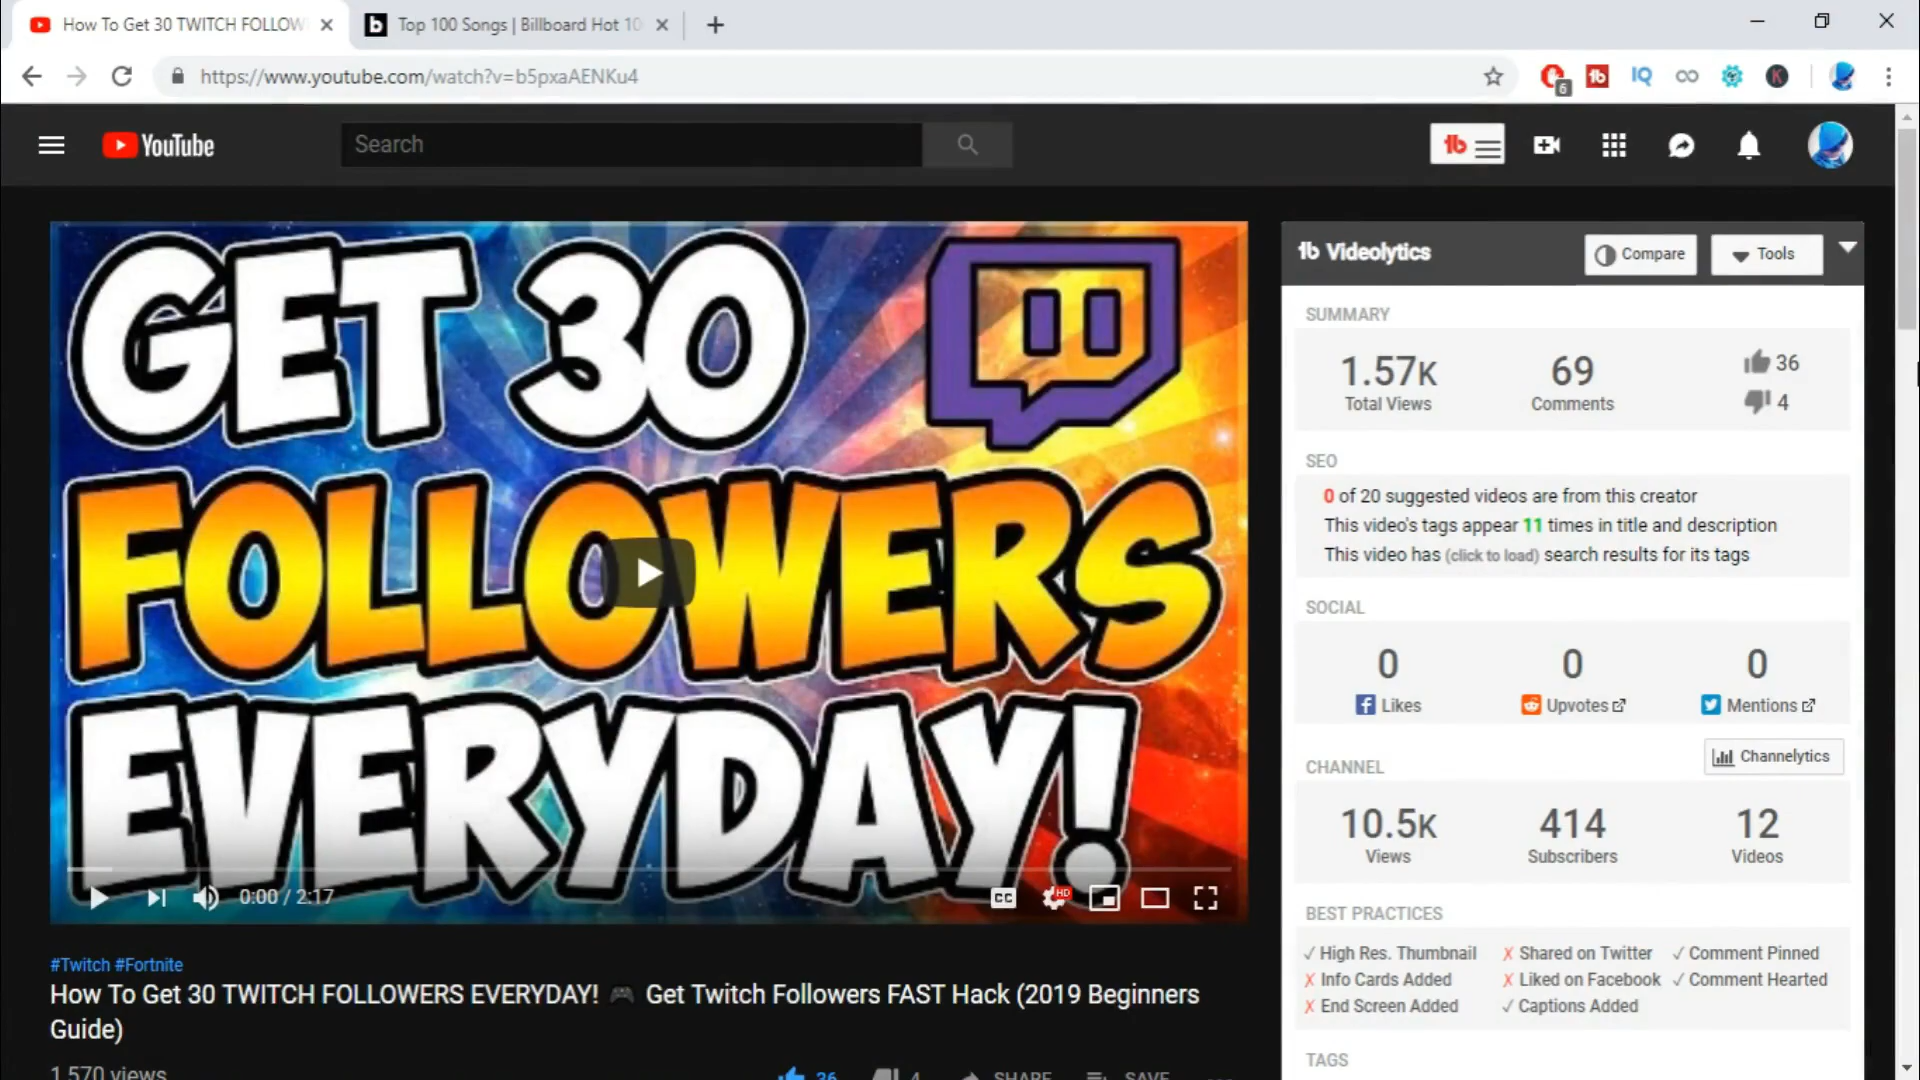 How To Get 30 TWITCH FOLLOW
Top 100 Songs | Billboard Hot 10
https://www.youtube.com/watch?v=b5pxaAENKu4
6
IQ
K
YouTube
Search
GET 30
FOLLOWERS
EVERYDAY!
0:00 / 2:17
CC
HD
#Twitch #Fortnite
How To Get 30 TWITCH FOLLOWERS EVERYDAY! 🎮 Get Twitch Followers FAST Hack (2019 Beginners
Guide)
1,570 views
36
4
SHARE
SAVE
Videolytics
Compare
Tools
SUMMARY
1.57K
Total Views
69
Comments
36
4
SEO
0 of 20 suggested videos are from this creator
This video's tags appear 11 times in title and description
This video has (click to load) search results for its tags
SOCIAL
0
Likes
0
Upvotes
0
Mentions
CHANNEL
Channelytics
10.5K
Views
414
Subscribers
12
Videos
BEST PRACTICES
✓ High Res. Thumbnail
✗ Shared on Twitter
✓ Comment Pinned
✗ Info Cards Added
✗ Liked on Facebook
✓ Comment Hearted
✗ End Screen Added
✓ Captions Added
TAGS